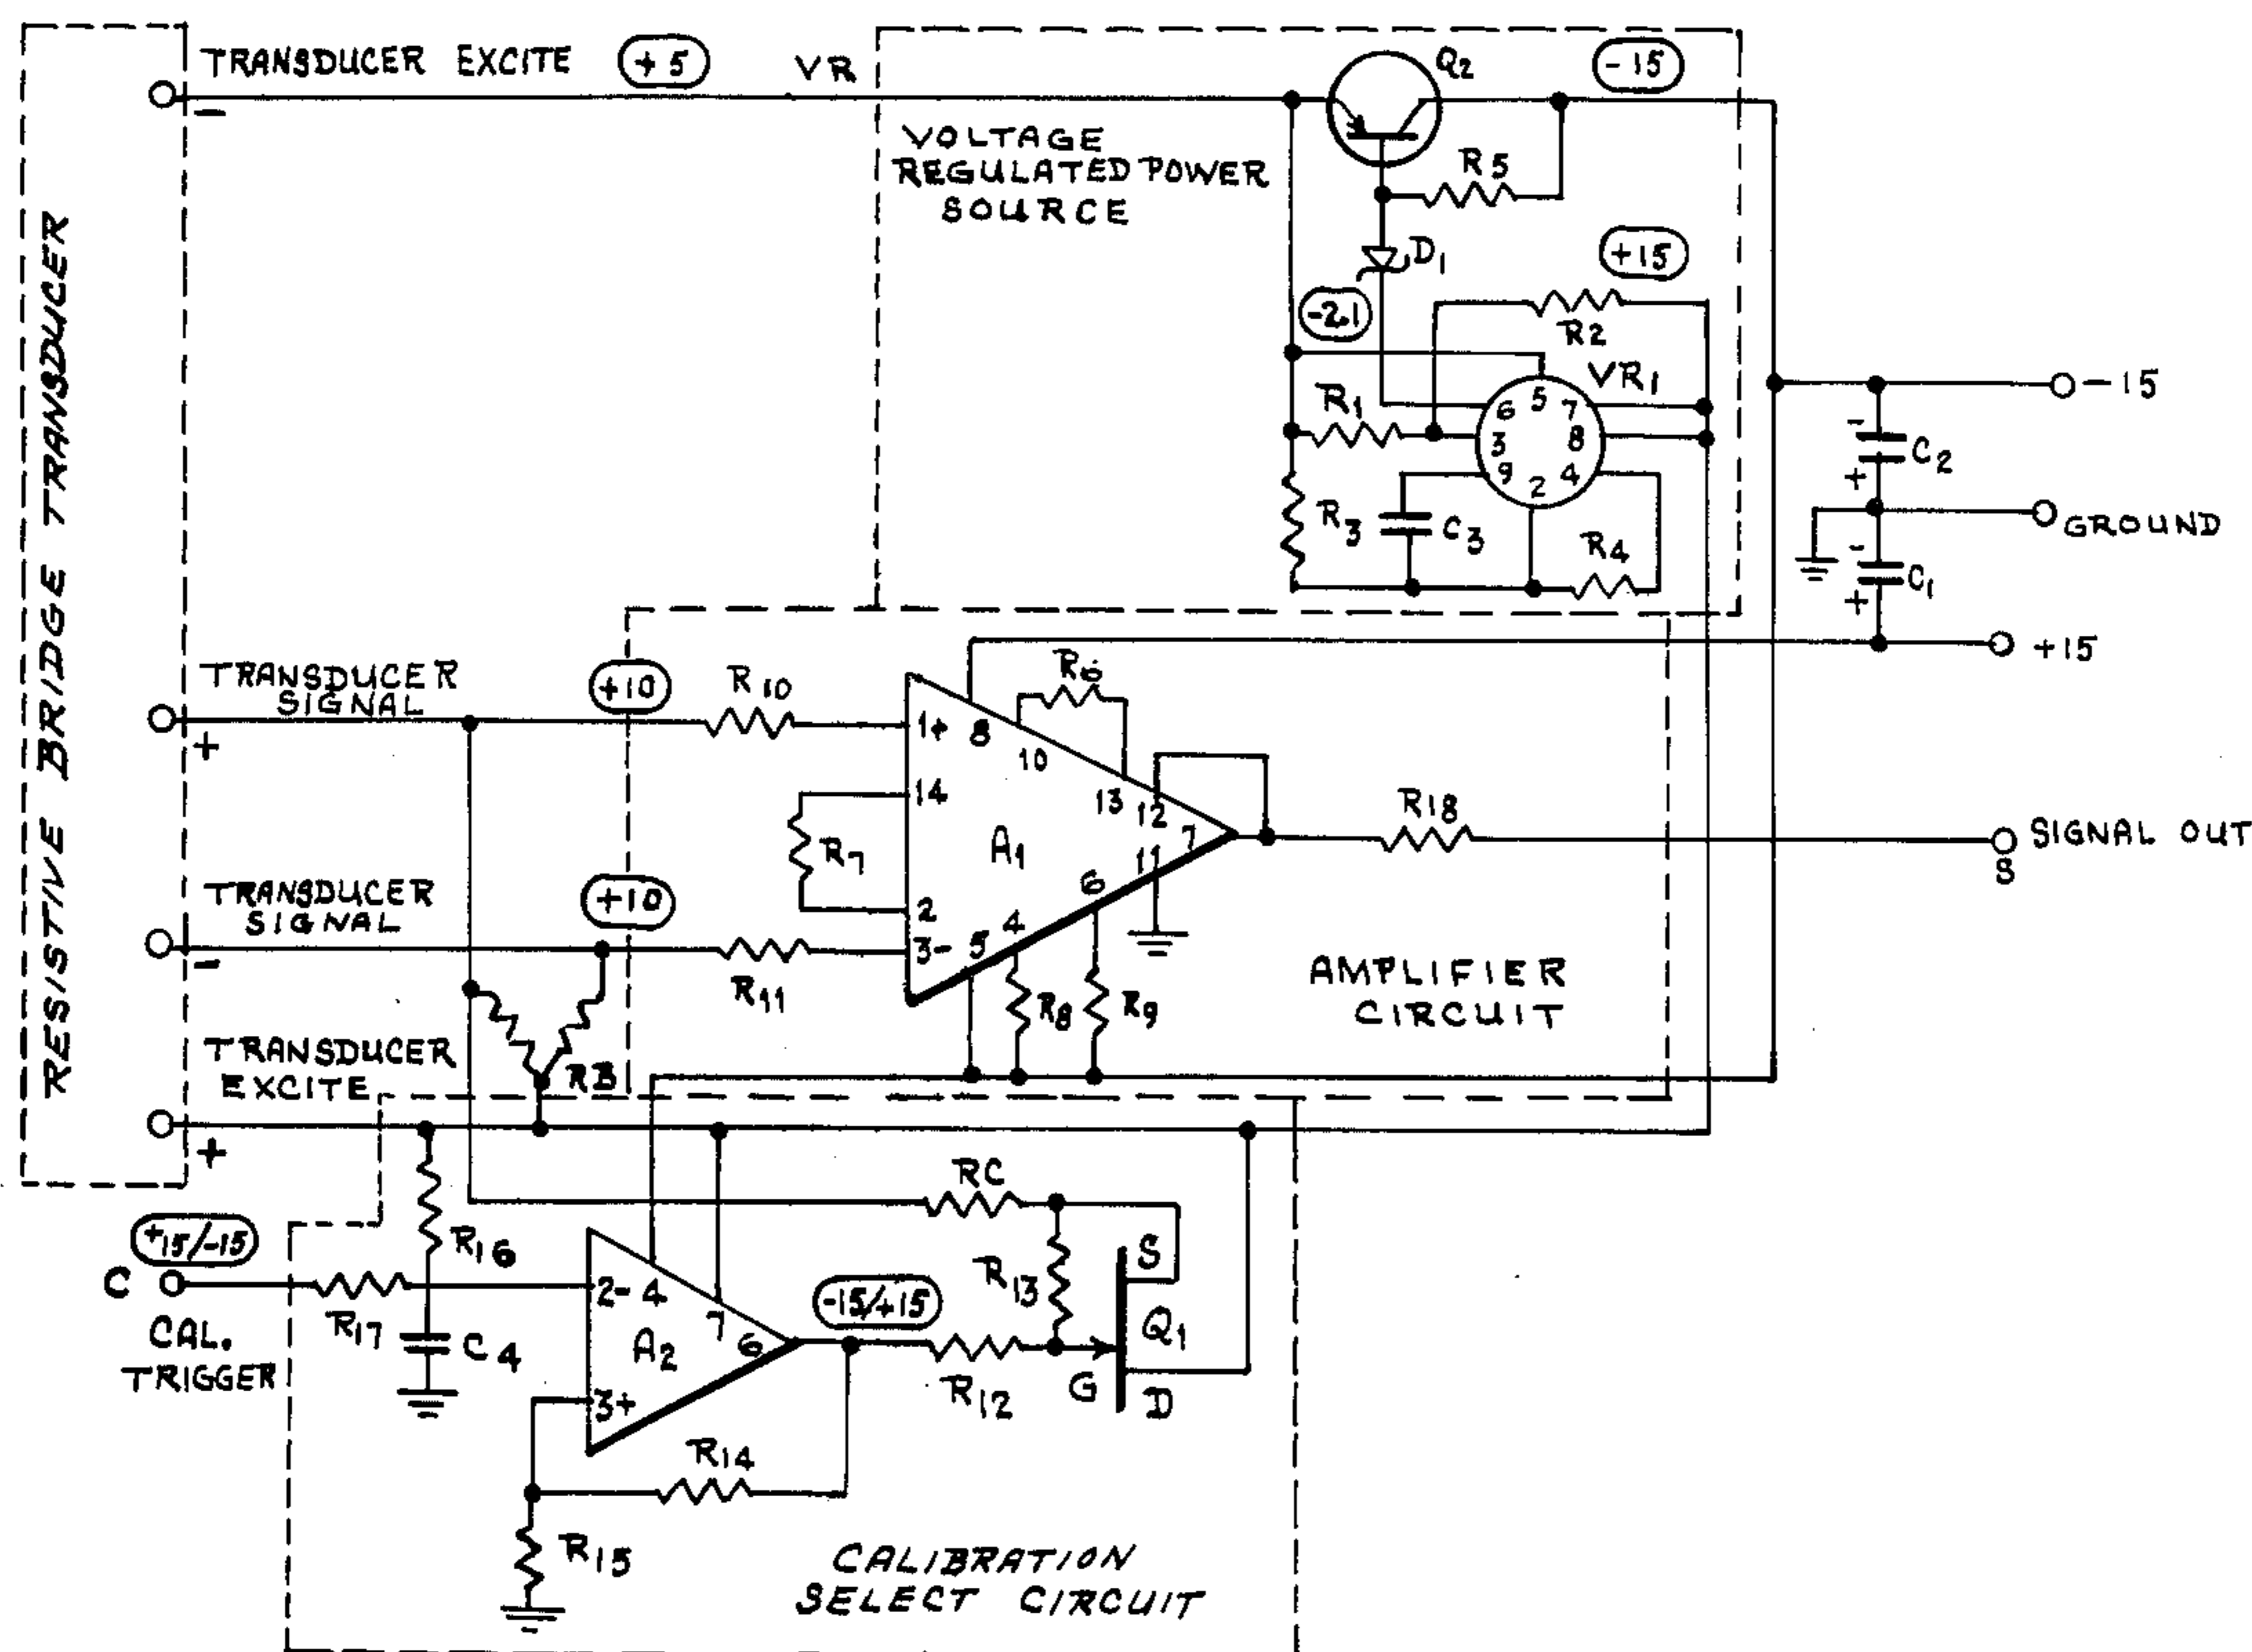 TRANSDUCER EXCITE +5 VR
-
Q2
-15
VOLTAGE
REGULATED POWER
SOURCE
R5
D1
+15
-2.1
R2
VR1
R1
6 5 7
3 8
9 2 4
R3
C3
R4
-15
-
C2
+
GROUND
-
C1
+
+15
RESISTIVE BRIDGE TRANSDUCER
TRANSDUCER
SIGNAL
+
+10
R10
1+ 8
10
R6
13 12
14
R7
A1
11 7
2
6
3- 5 4
R18
SIGNAL OUT
S
TRANSDUCER
SIGNAL
-
+10
R11
R8
R9
AMPLIFIER
CIRCUIT
TRANSDUCER
EXCITE
+
RB
RC
+15/-15
C
CAL.
TRIGGER
R16
R17
C4
2- 4
7
A2
6
3+
-15/+15
R13
S
Q1
R12
G
D
R14
R15
CALIBRATION
SELECT CIRCUIT